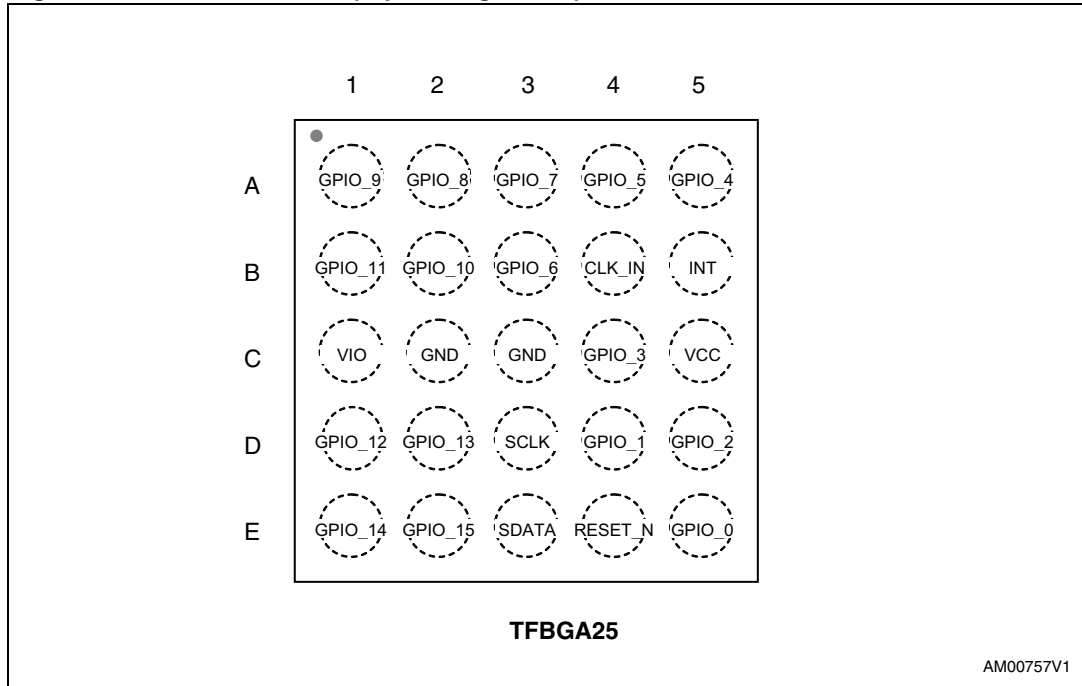 1 2 3 4 5
A GPIO_9 GPIO_8 GPIO_7 GPIO_5 GPIO_4
B GPIO_11 GPIO_10 GPIO_6 CLK_IN INT
C VIO GND GND GPIO_3 VCC
D GPIO_12 GPIO_13 SCLK GPIO_1 GPIO_2
E GPIO_14 GPIO_15 SDATA RESET_N GPIO_0
TFBGA25
AM00757V1